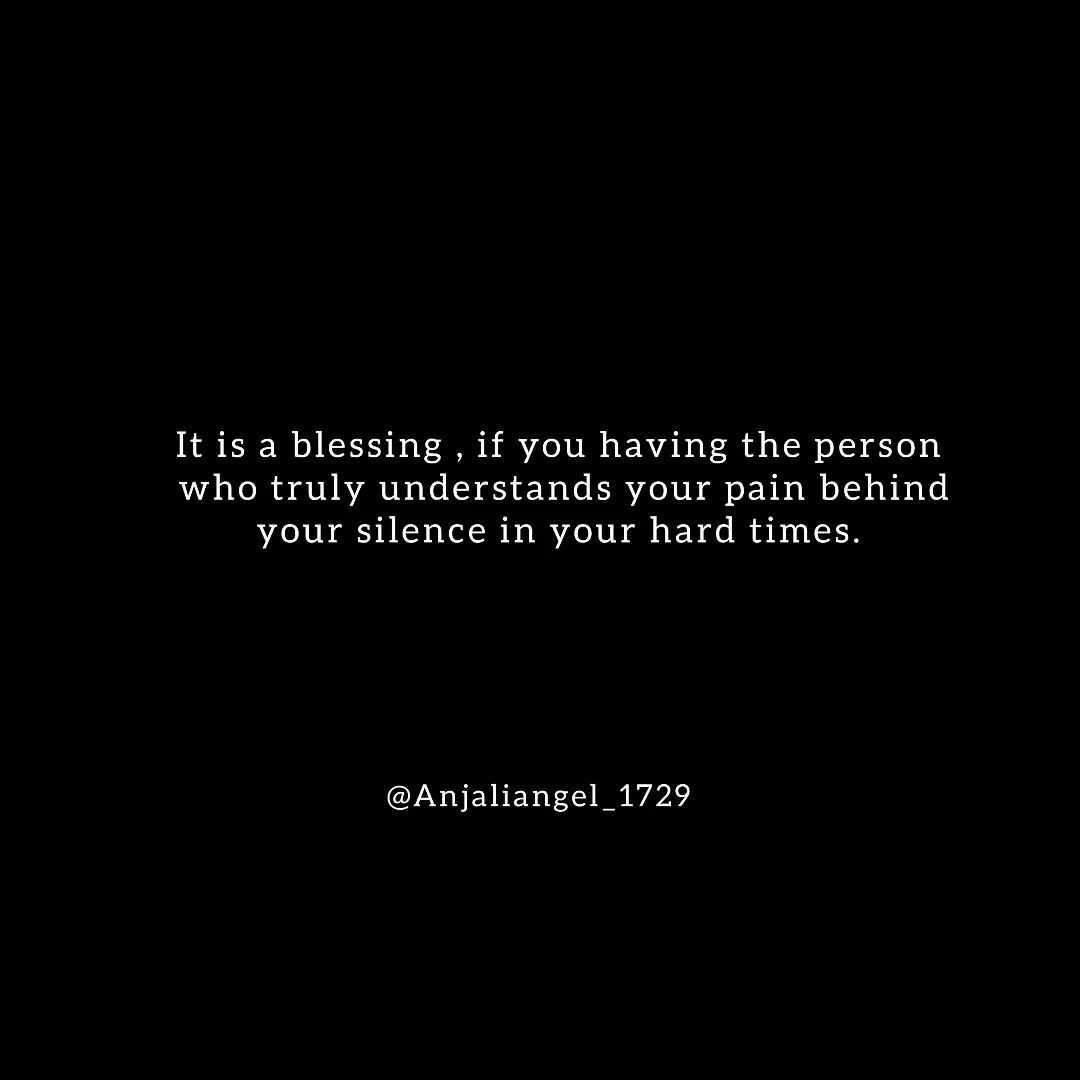 It is a blessing , if you having the person
who truly understands your pain behind
your silence in your hard times.
@Anjaliangel_1729